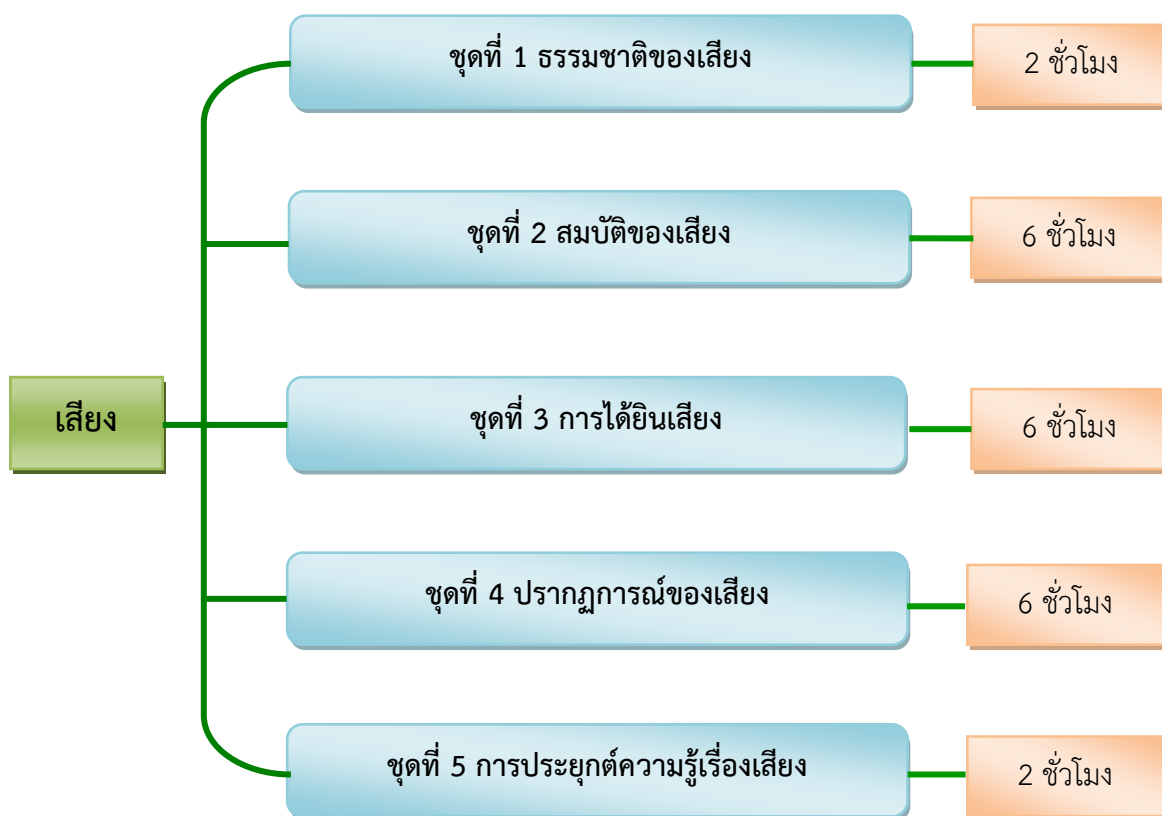 ชุดที่ 1 ธรรมชาติของเสียง
2 ชั่วโมง
ชุดที่ 2 สมบัติของเสียง
6 ชั่วโมง
เสียง
ชุดที่ 3 การได้ยินเสียง
6 ชั่วโมง
ชุดที่ 4 ปรากฏการณ์ของเสียง
6 ชั่วโมง
ชุดที่ 5 การประยุกต์ความรู้เรื่องเสียง
2 ชั่วโมง